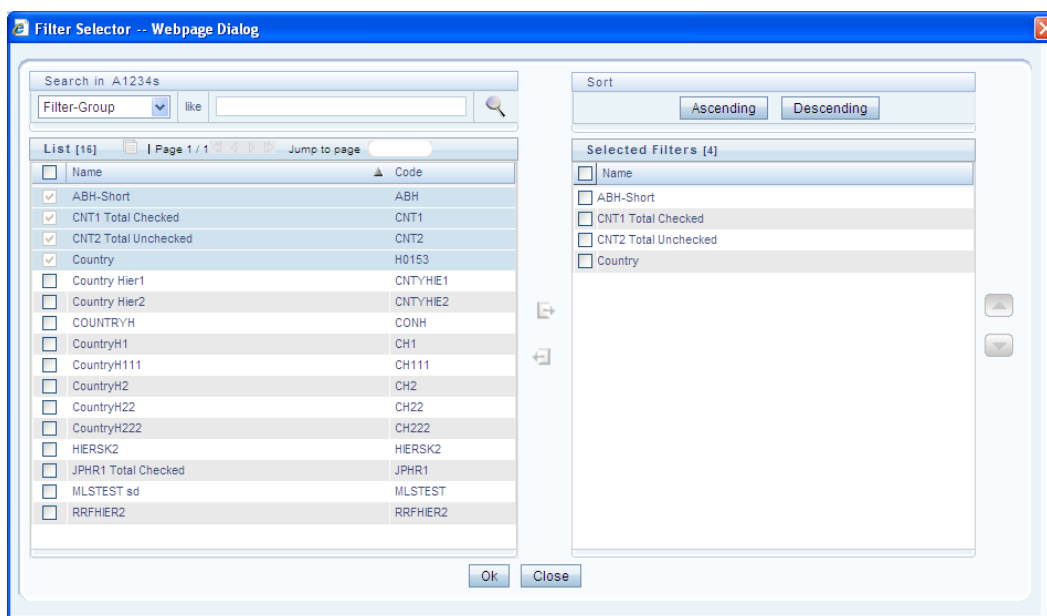 Filter Selector -- Webpage Dialog
Search in A1234s
Filter-Group like
List [16] | Page 1 / 1 Jump to page
Name Code
ABH-Short ABH
CNT1 Total Checked CNT1
CNT2 Total Unchecked CNT2
Country H0153
Country Hier1 CNTYHIE1
Country Hier2 CNTYHIE2
COUNTRYH CONH
CountryH1 CH1
CountryH111 CH111
CountryH2 CH2
CountryH22 CH22
CountryH222 CH222
HIERSK2 HIERSK2
JPHR1 Total Checked JPHR1
MLSTEST sd MLSTEST
RRFHIER2 RRFHIER2
Sort
Ascending Descending
Selected Filters [4]
Name
ABH-Short
CNT1 Total Checked
CNT2 Total Unchecked
Country
Ok Close